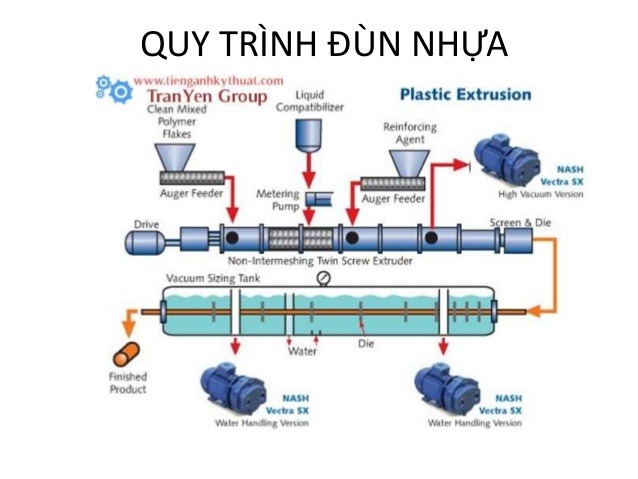 QUY TRÌNH ĐÙN NHỰA
www.tienganhkythuat.com
TranYen Group
Plastic Extrusion
Clean Mixed
Polymer
Flakes
Liquid
Compatibilizer
Reinforcing
Agent
NASH
Vectra SX
High Vacuum Version
Auger Feeder
Metering
Pump
Auger Feeder
Drive
Screen & Die
Non-Intermeshing Twin Screw Extruder
Vacuum Sizing Tank
Water
Die
Finished
Product
NASH
Vectra SX
Water Handling Version
NASH
Vectra SX
Water Handling Version